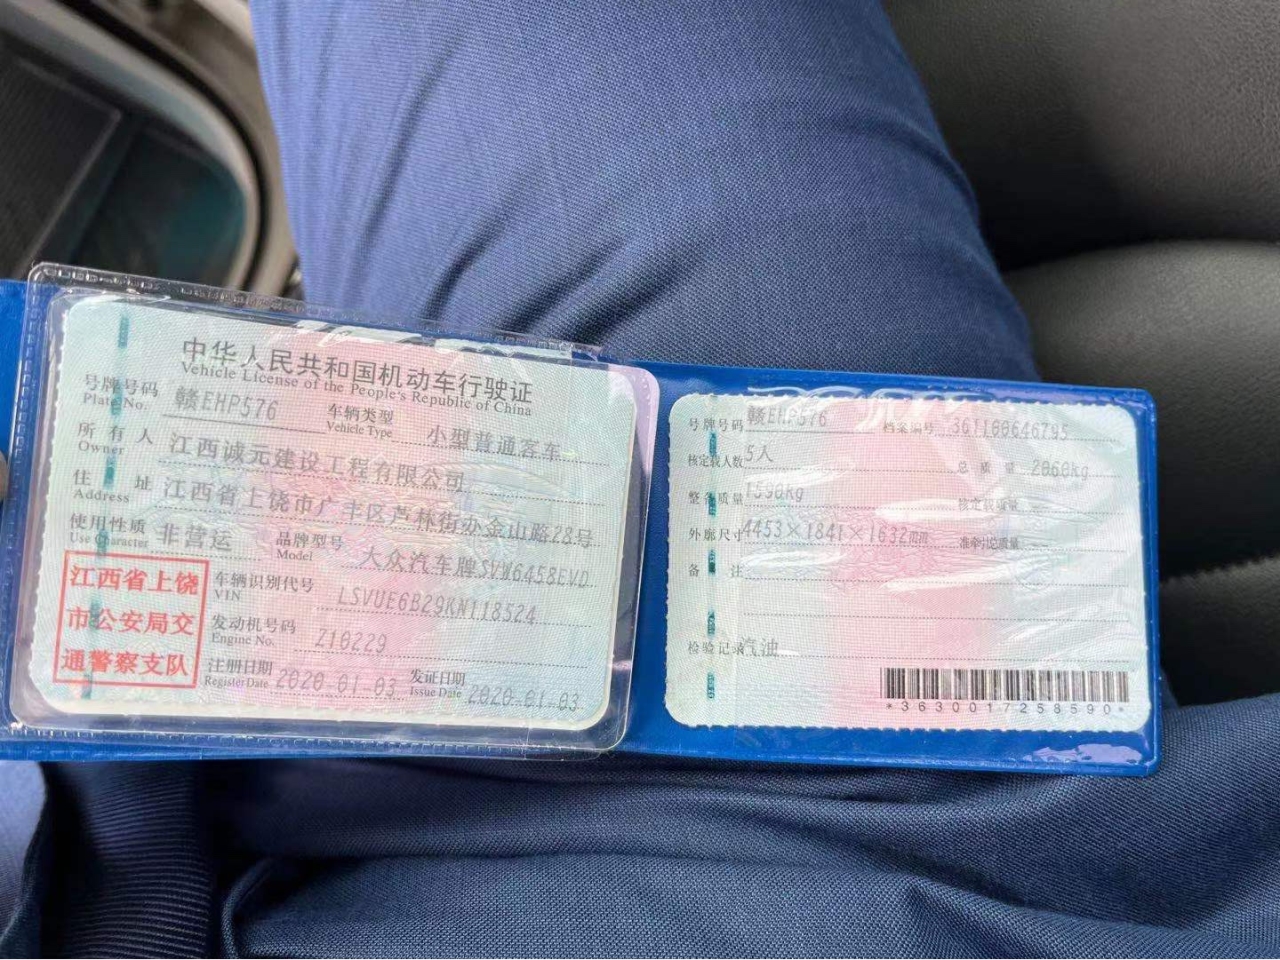 中华人民共和国机动车行驶证
Vehicle License of the People's Republic of China
号牌号码 赣EHP576 车辆类型 小型普通客车
Plate No. Vehicle Type
所有人 江西诚元建设工程有限公司
Owner
住址 江西省上饶市广丰区芦林街办金山路28号
Address
使用性质 非营运 品牌型号 大众汽车牌SVW6458EVD
Use Character Model
江西省上饶
市公安局交
通警察支队
车辆识别代号 LSVUE6B29KN118524
VIN
发动机号码 Z10229
Engine No.
注册日期 2020-01-03 发证日期 2020-01-03
Register Date Issue Date
号牌号码 赣EHP576 档案编号 361100646795
核定载人数 5人 总质量 2060kg
整备质量 1590kg 核定载质量
外廓尺寸 4453×1841×1632mm 准牵引总质量
备注
检验记录 汽油
*3630017258590*